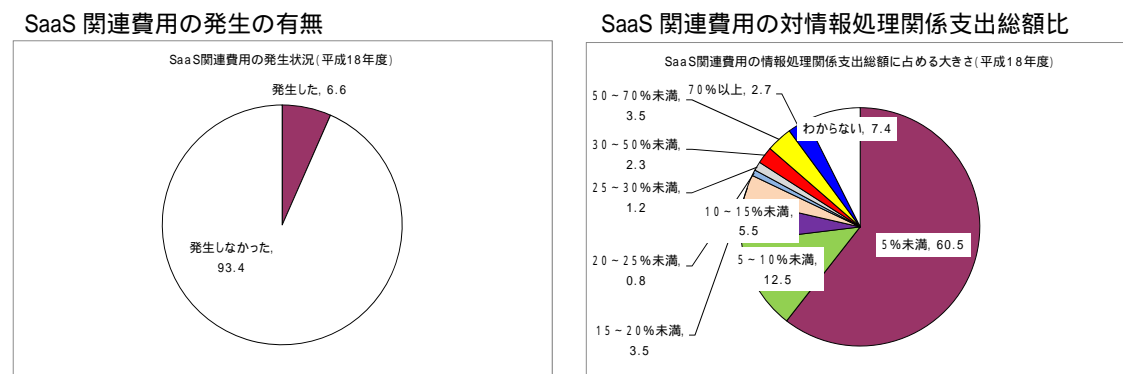 SaaS 関連費用の発生の有無
SaaS関連費用の発生状況(平成18年度)
発生した, 6.6
発生しなかった,
93.4
SaaS 関連費用の対情報処理関係支出総額比
SaaS関連費用の情報処理関係支出総額に占める大きさ(平成18年度)
50~70%未満,
3.5
70%以上, 2.7
わからない, 7.4
30~50%未満,
2.3
25~30%未満,
1.2
10~15%未満,
5.5
5%未満, 60.5
20~25%未満,
0.8
5~10%未満,
12.5
15~20%未満,
3.5